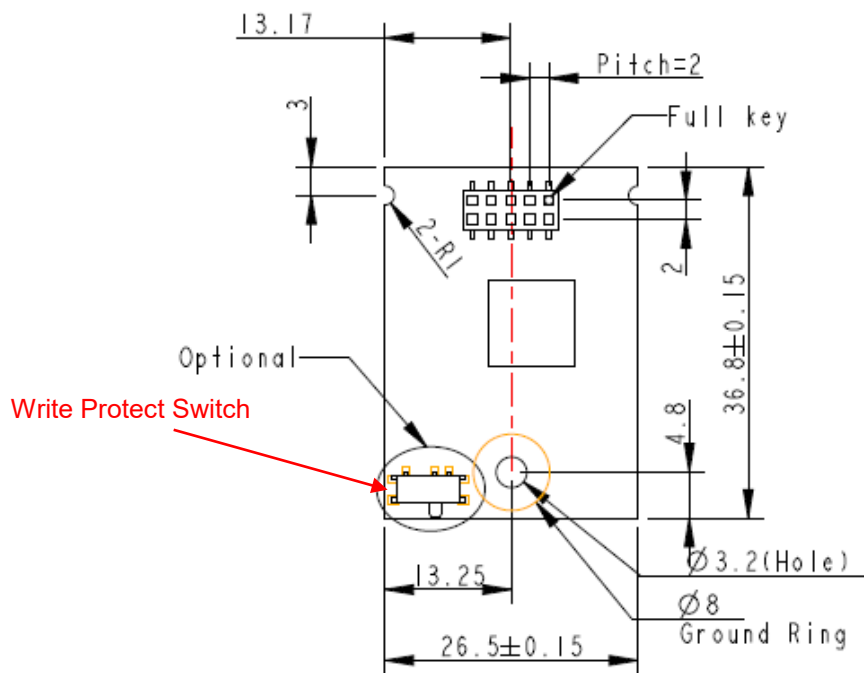 13.17
Pitch=2
3
Full key
2-R1
2
Optional
36.8±0.15
Write Protect Switch
4.8
Ø3.2(Hole)
13.25
Ø8
Ground Ring
26.5±0.15